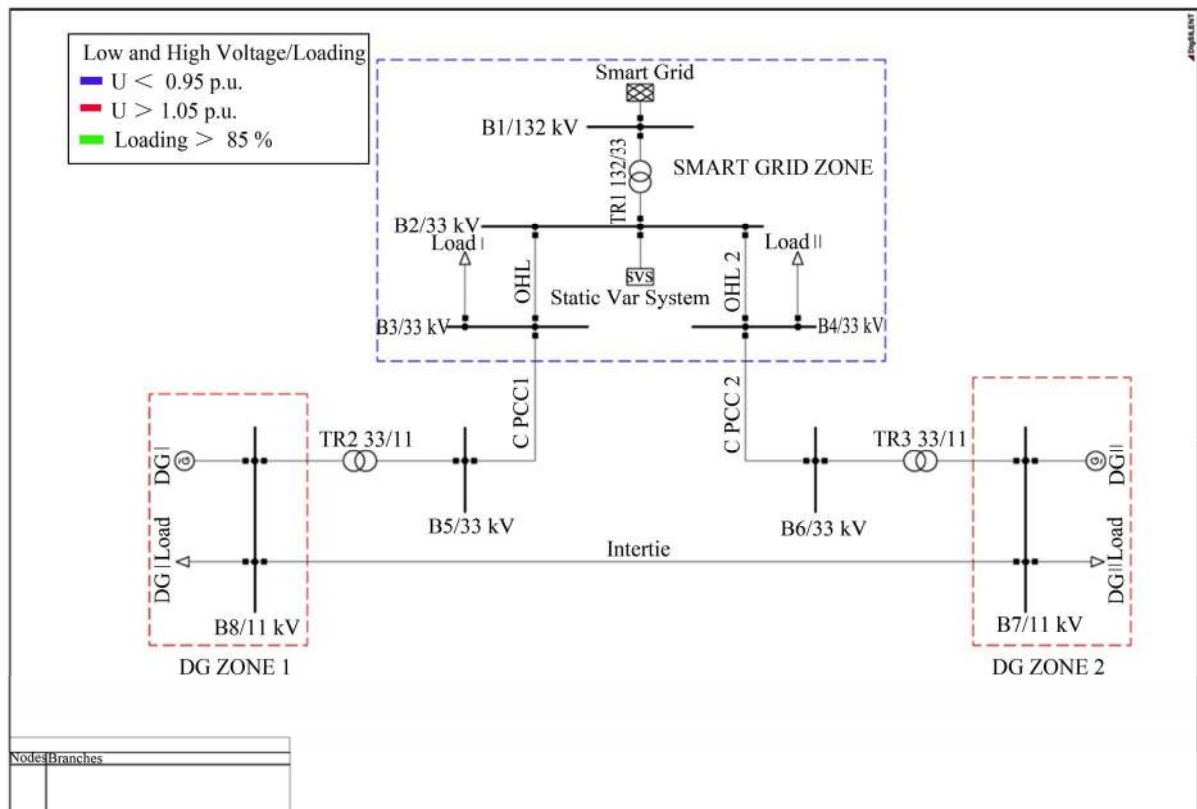 DIgSILENT
Low and High Voltage/Loading
U < 0.95 p.u.
U > 1.05 p.u.
Loading > 85 %
Smart Grid
B1/132 kV
TR1 132/33
SMART GRID ZONE
B2/33 kV
Load I
Load II
OHL
SVS
OHL 2
Static Var System
B3/33 kV
B4/33 kV
C PCC1
C PCC 2
DG I
TR2 33/11
TR3 33/11
DG II
G
G
B5/33 kV
B6/33 kV
DG I Load
Intertie
DG II Load
B8/11 kV
B7/11 kV
DG ZONE 1
DG ZONE 2
Nodes Branches